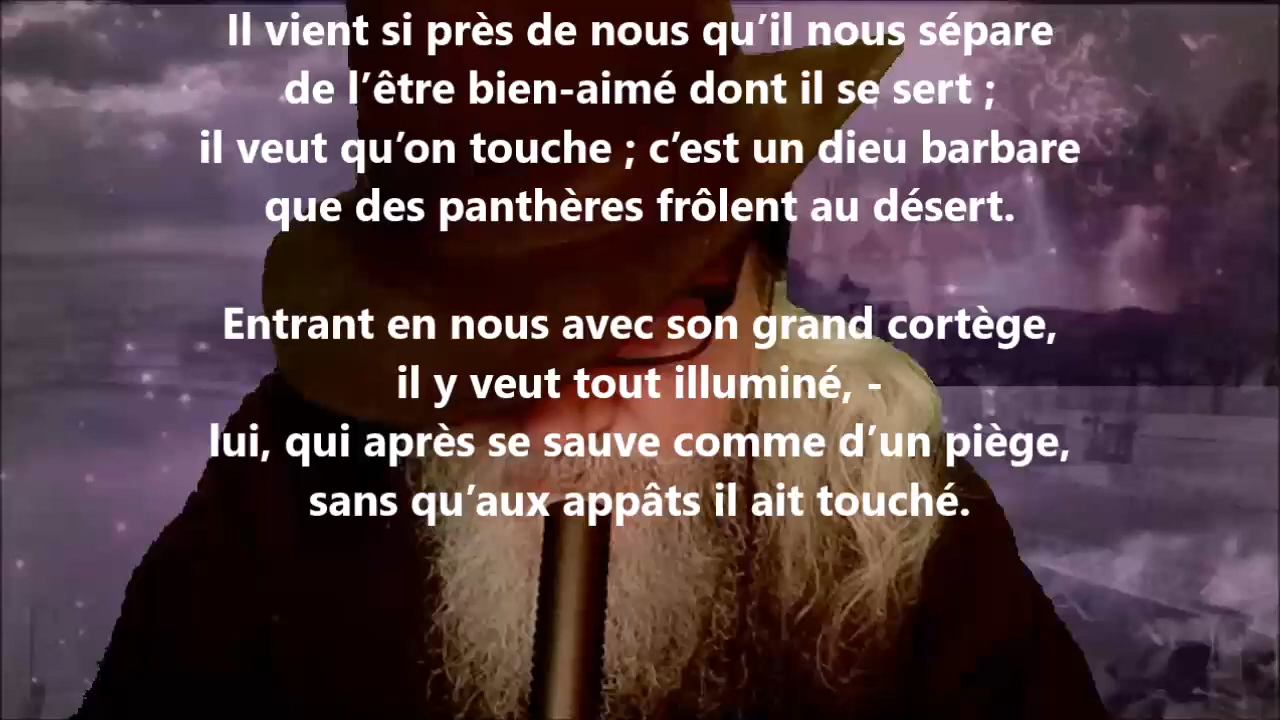 Il vient si près de nous qu’il nous sépare
de l’être bien-aimé dont il se sert ;
il veut qu’on touche ; c’est un dieu barbare
que des panthères frôlent au désert.
Entrant en nous avec son grand cortège,
il y veut tout illuminé, -
lui, qui après se sauve comme d’un piège,
sans qu’aux appâts il ait touché.